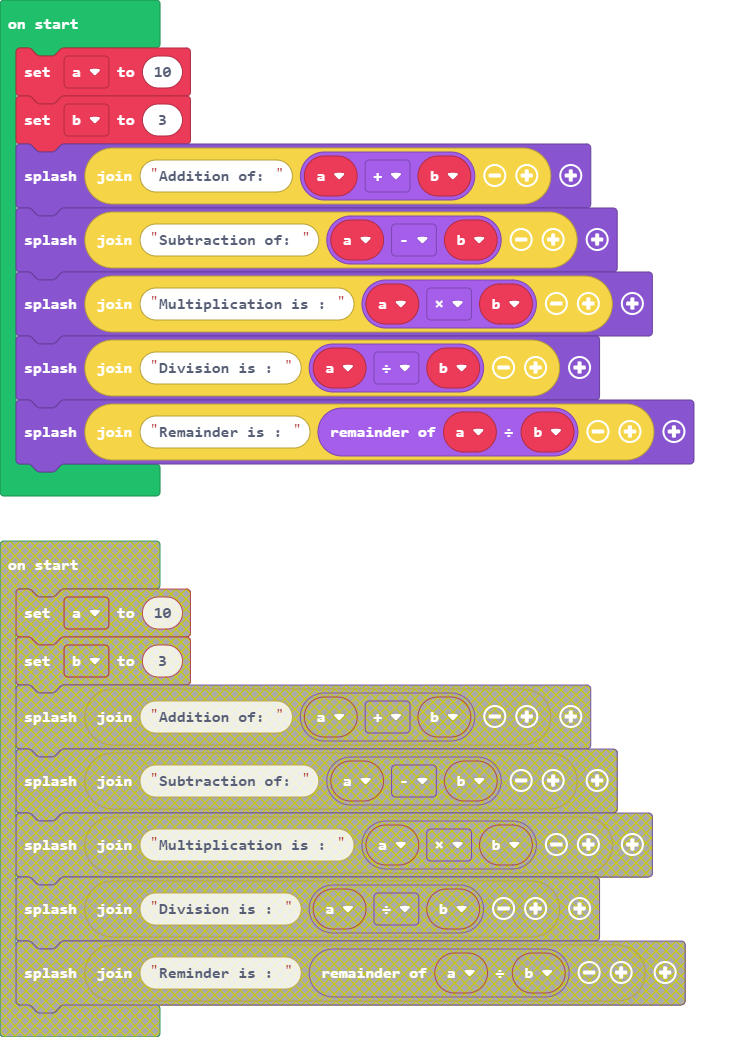 on start
set a to 10
set b to 3
splash join "Addition of: " a + b
splash join "Subtraction of: " a - b
splash join "Multiplication is : " a × b
splash join "Division is : " a ÷ b
splash join "Remainder is : " remainder of a ÷ b
on start
set a to 10
set b to 3
splash join "Addition of: " a + b
splash join "Subtraction of: " a - b
splash join "Multiplication is : " a × b
splash join "Division is : " a ÷ b
splash join "Reminder is : " remainder of a ÷ b